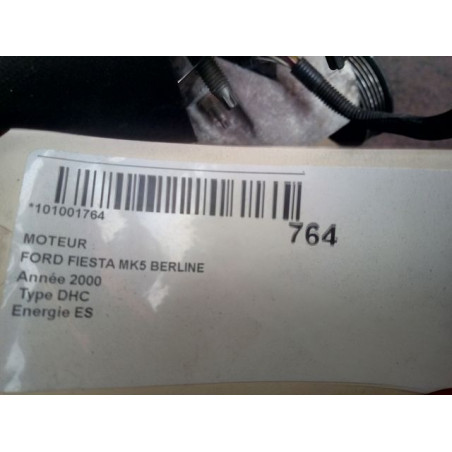 *101001764
764
MOTEUR
FORD FIESTA MK5 BERLINE
Année 2000
Type DHC
Energie ES